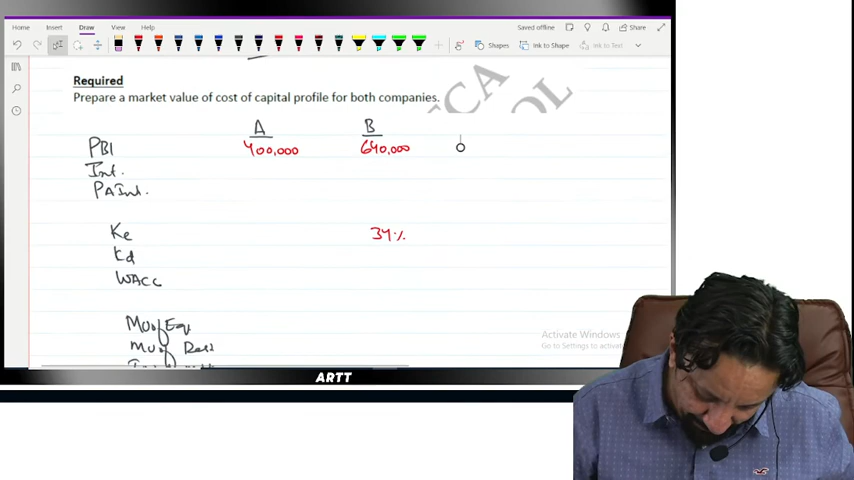 Home Insert Draw View Help Saved offline Share
Shapes Ink to Shape Ink to Text
Required
Prepare a market value of cost of capital profile for both companies.
CA
OL
A B
PBI 400,000 640,000
Int.
PAInt.
Ke 34%
Kd
WACC
MV of Eq
MV of
Activate Windows
Go to Settings to activate
ARTT